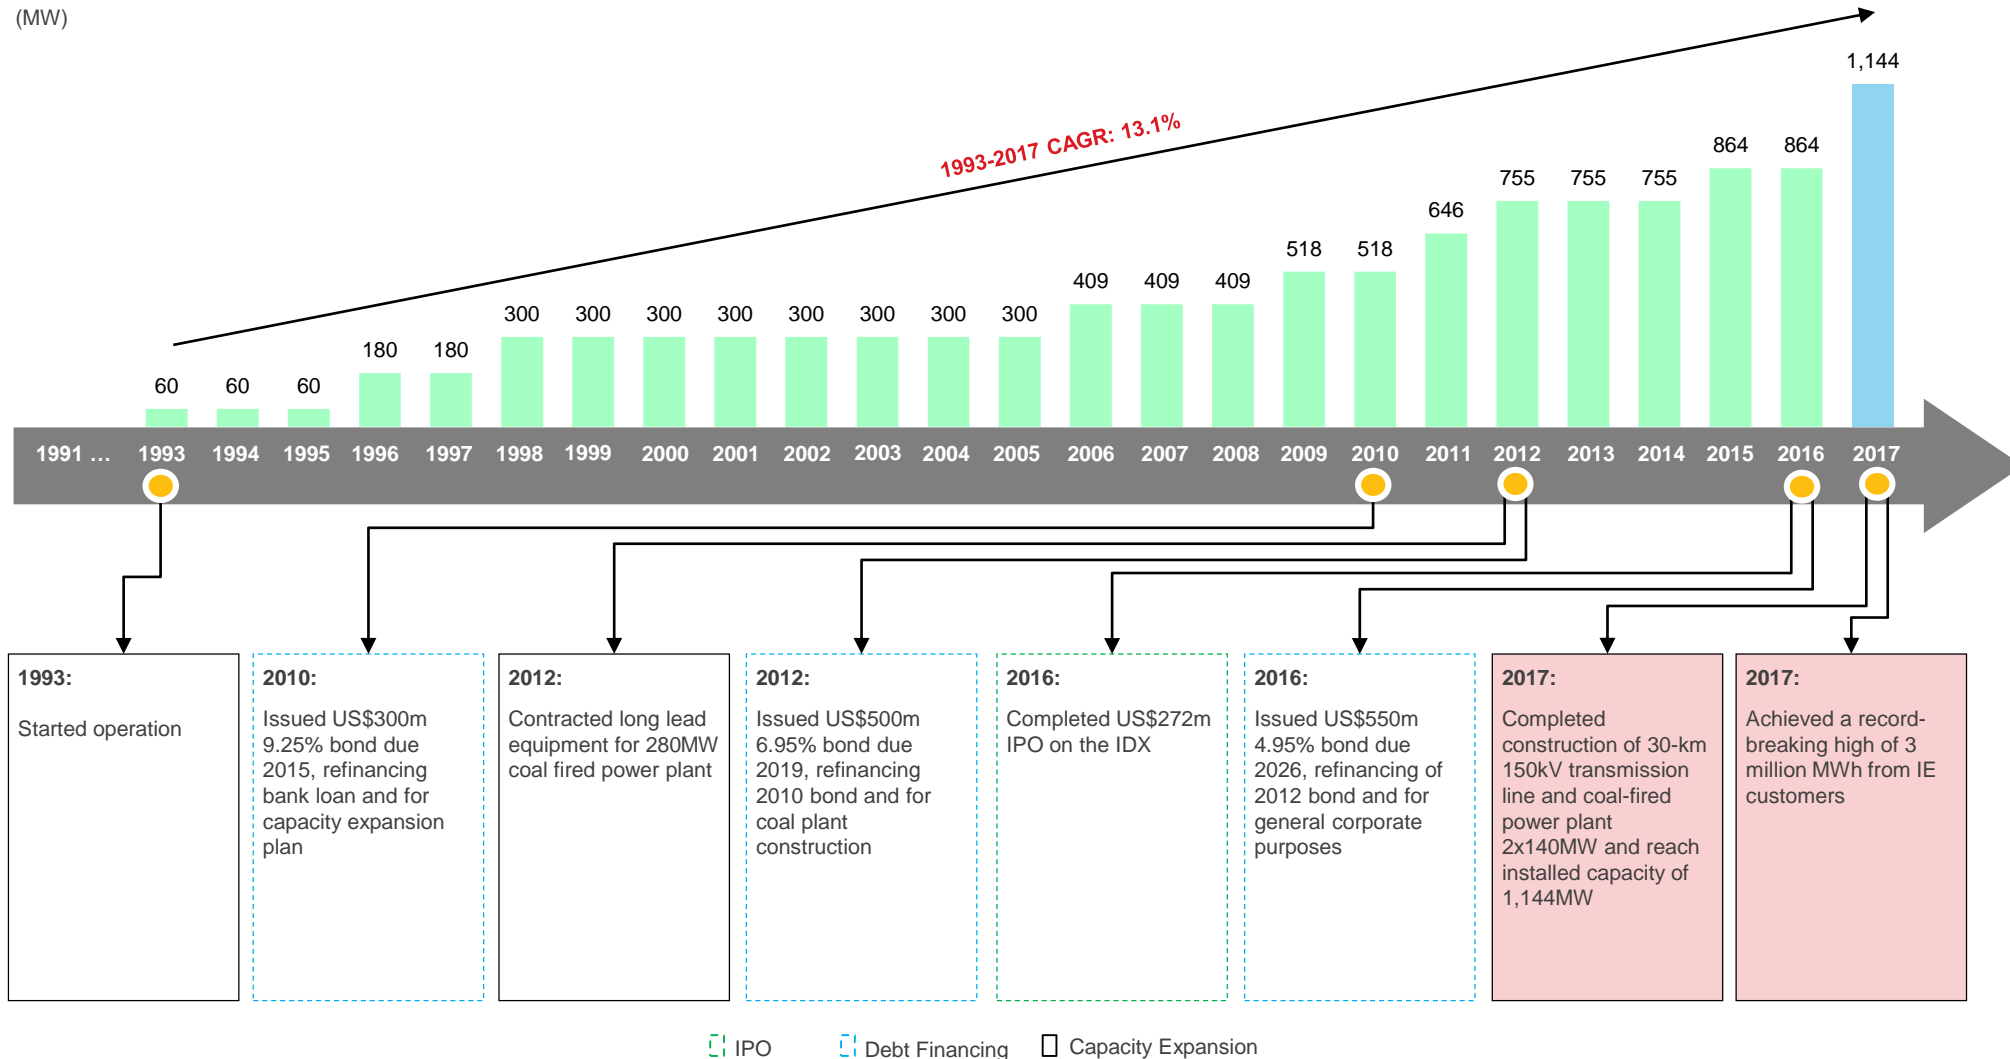 (MW)
1993-2017 CAGR: 13.1%
60
60
60
180
180
300
300
300
300
300
300
300
300
409
409
409
518
518
646
755
755
755
864
864
1,144
1991 …
1993
1994
1995
1996
1997
1998
1999
2000
2001
2002
2003
2004
2005
2006
2007
2008
2009
2010
2011
2012
2013
2014
2015
2016
2017
1993:
Started operation
2010:
Issued US$300m
9.25% bond due
2015, refinancing
bank loan and for
capacity expansion
plan
2012:
Contracted long lead
equipment for 280MW
coal fired power plant
2012:
Issued US$500m
6.95% bond due
2019, refinancing
2010 bond and for
coal plant
construction
2016:
Completed US$272m
IPO on the IDX
2016:
Issued US$550m
4.95% bond due
2026, refinancing of
2012 bond and for
general corporate
purposes
2017:
Completed
construction of 30-km
150kV transmission
line and coal-fired
power plant
2x140MW and reach
installed capacity of
1,144MW
2017:
Achieved a record-
breaking high of 3
million MWh from IE
customers
IPO
Debt Financing
Capacity Expansion